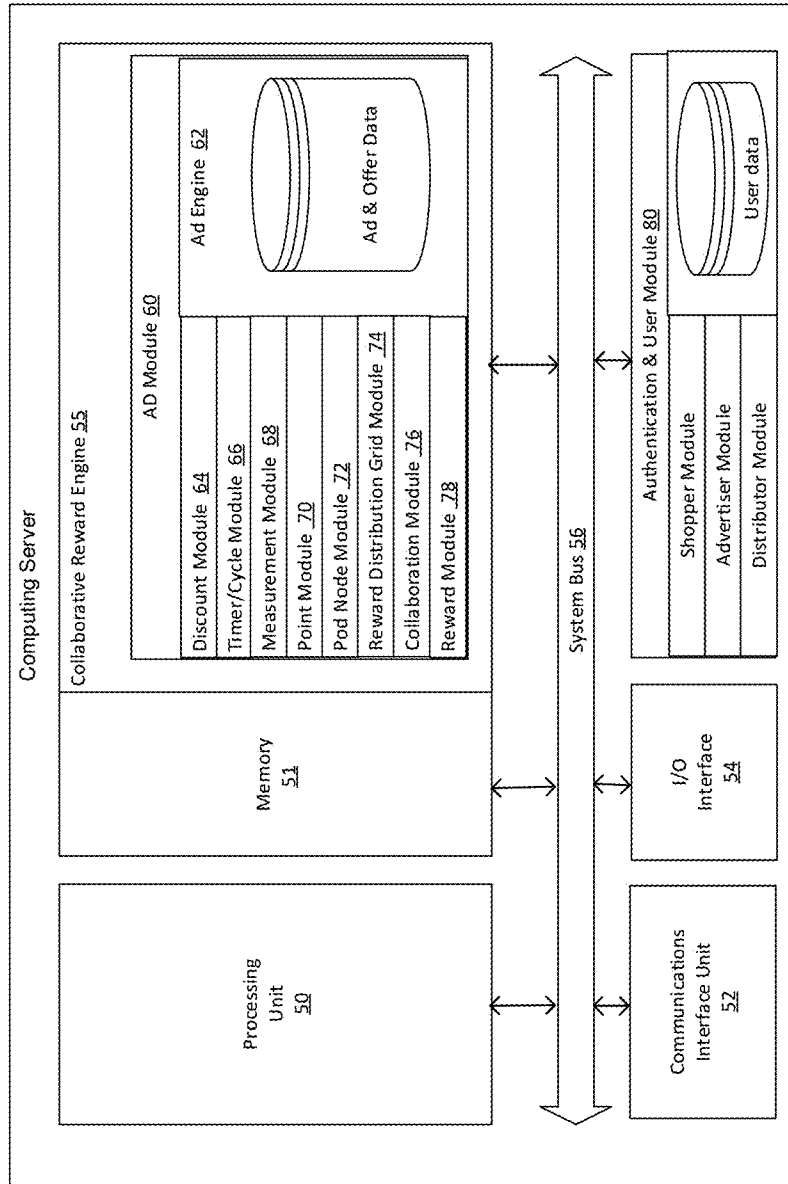 Computing Server
Processing
Unit
50
Memory
51
Collaborative Reward Engine 55
AD Module 60
Discount Module 64
Timer/Cycle Module 66
Measurement Module 68
Point Module 70
Pod Node Module 72
Reward Distribution Grid Module 74
Collaboration Module 76
Reward Module 78
Ad Engine 62
Ad & Offer Data
System Bus 56
Communications
Interface Unit
52
I/O
Interface
54
Authentication & User Module 80
Shopper Module
Advertiser Module
Distributor Module
User data